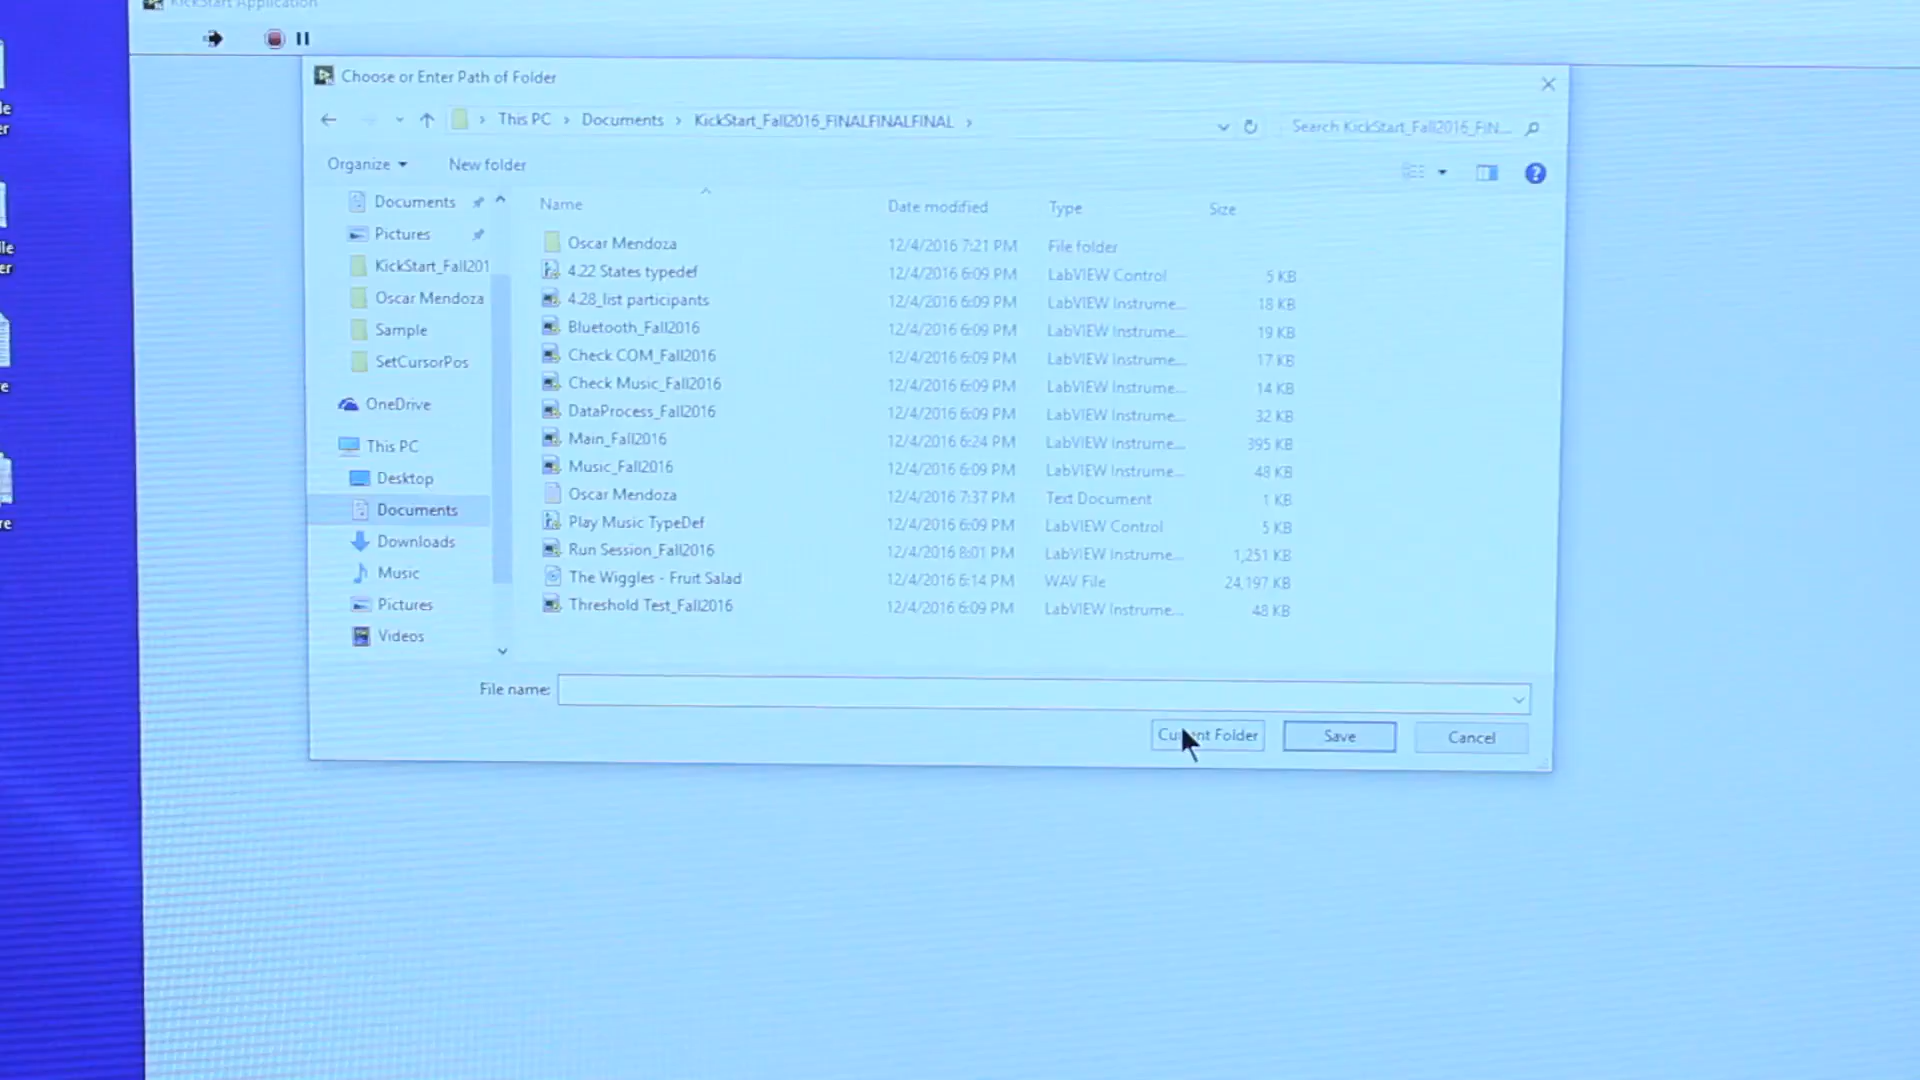 KickStart Application
Choose or Enter Path of Folder
This PC > Documents > KickStart_Fall2016_FINALFINALFINAL >
Search KickStart_Fall2016_FIN...
Organize
New folder
Documents
Pictures
KickStart_Fall201
Oscar Mendoza
Sample
SetCursorPos
OneDrive
This PC
Desktop
Documents
Downloads
Music
Pictures
Videos
Name Date modified Type Size
Oscar Mendoza 12/4/2016 7:21 PM File folder
4.22 States typedef 12/4/2016 6:09 PM LabVIEW Control 5 KB
4.28_list participants 12/4/2016 6:09 PM LabVIEW Instrume... 18 KB
Bluetooth_Fall2016 12/4/2016 6:09 PM LabVIEW Instrume... 19 KB
Check COM_Fall2016 12/4/2016 6:09 PM LabVIEW Instrume... 17 KB
Check Music_Fall2016 12/4/2016 6:09 PM LabVIEW Instrume... 14 KB
DataProcess_Fall2016 12/4/2016 6:09 PM LabVIEW Instrume... 32 KB
Main_Fall2016 12/4/2016 6:24 PM LabVIEW Instrume... 395 KB
Music_Fall2016 12/4/2016 6:09 PM LabVIEW Instrume... 48 KB
Oscar Mendoza 12/4/2016 7:37 PM Text Document 1 KB
Play Music TypeDef 12/4/2016 6:09 PM LabVIEW Control 5 KB
Run Session_Fall2016 12/4/2016 8:01 PM LabVIEW Instrume... 1,251 KB
The Wiggles - Fruit Salad 12/4/2016 6:14 PM WAV File 24,197 KB
Threshold Test_Fall2016 12/4/2016 6:09 PM LabVIEW Instrume... 48 KB
File name:
Current Folder
Save
Cancel